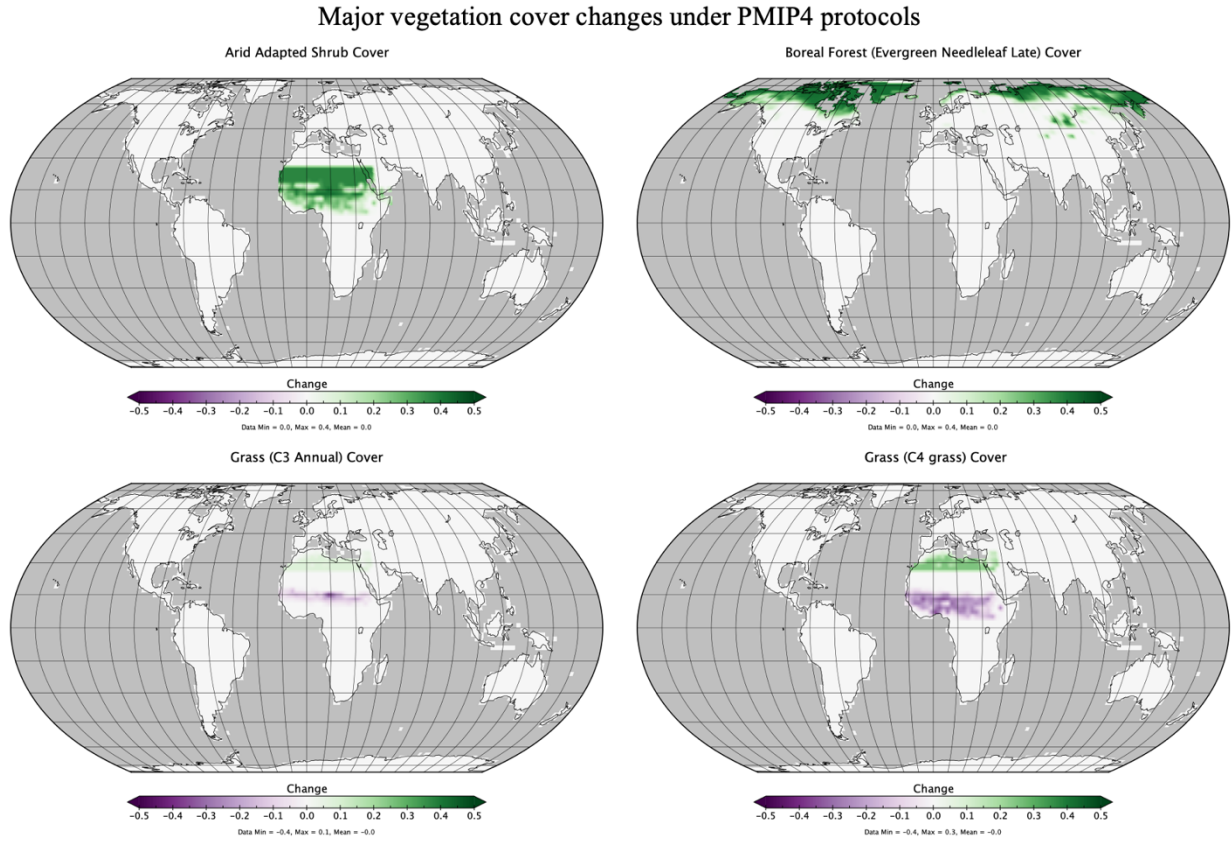 Major vegetation cover changes under PMIP4 protocols
Arid Adapted Shrub Cover
Change
-0.5 -0.4 -0.3 -0.2 -0.1 0.0 0.1 0.2 0.3 0.4 0.5
Data Min = 0.0, Max = 0.4, Mean = 0.0
Boreal Forest (Evergreen Needleleaf Late) Cover
Change
-0.5 -0.4 -0.3 -0.2 -0.1 0.0 0.1 0.2 0.3 0.4 0.5
Data Min = 0.0, Max = 0.4, Mean = 0.0
Grass (C3 Annual) Cover
Change
-0.5 -0.4 -0.3 -0.2 -0.1 0.0 0.1 0.2 0.3 0.4 0.5
Data Min = -0.4, Max = 0.1, Mean = -0.0
Grass (C4 grass) Cover
Change
-0.5 -0.4 -0.3 -0.2 -0.1 0.0 0.1 0.2 0.3 0.4 0.5
Data Min = -0.4, Max = 0.3, Mean = -0.0